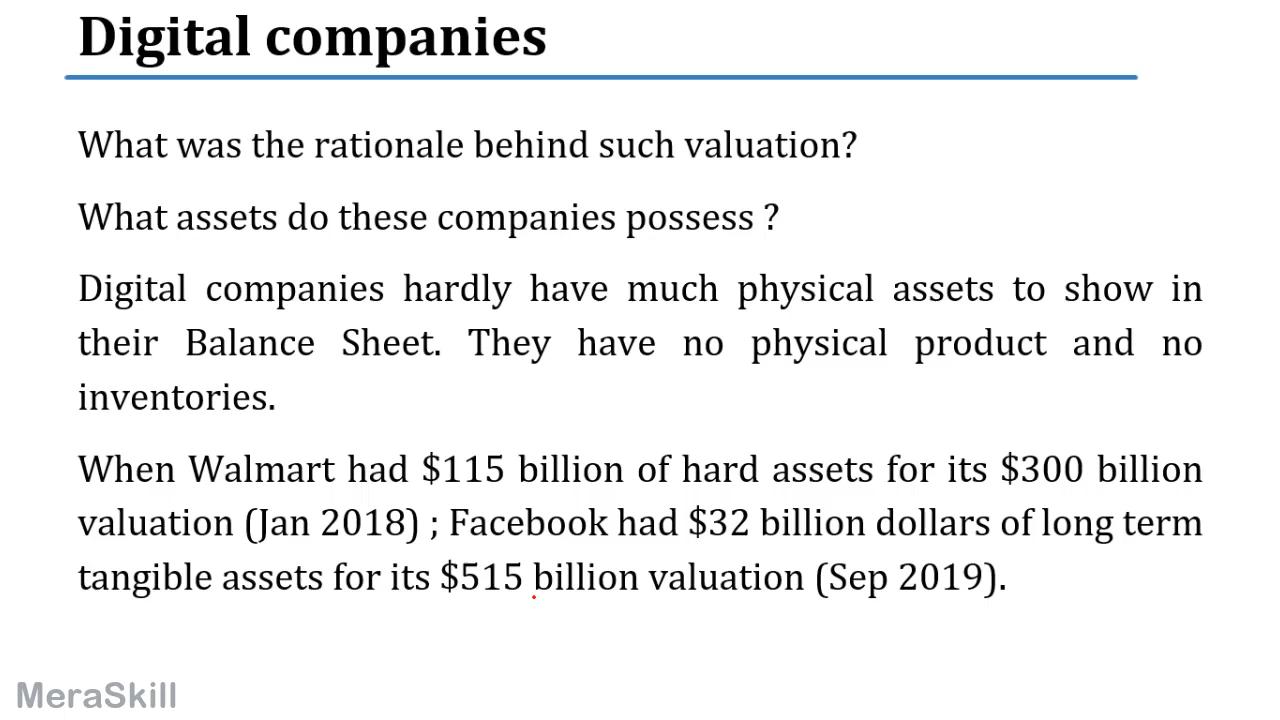 Digital companies
What was the rationale behind such valuation?
What assets do these companies possess ?
Digital companies hardly have much physical assets to show in
their Balance Sheet. They have no physical product and no
inventories.
When Walmart had $115 billion of hard assets for its $300 billion
valuation (Jan 2018) ; Facebook had $32 billion dollars of long term
tangible assets for its $515 billion valuation (Sep 2019).
MeraSkill